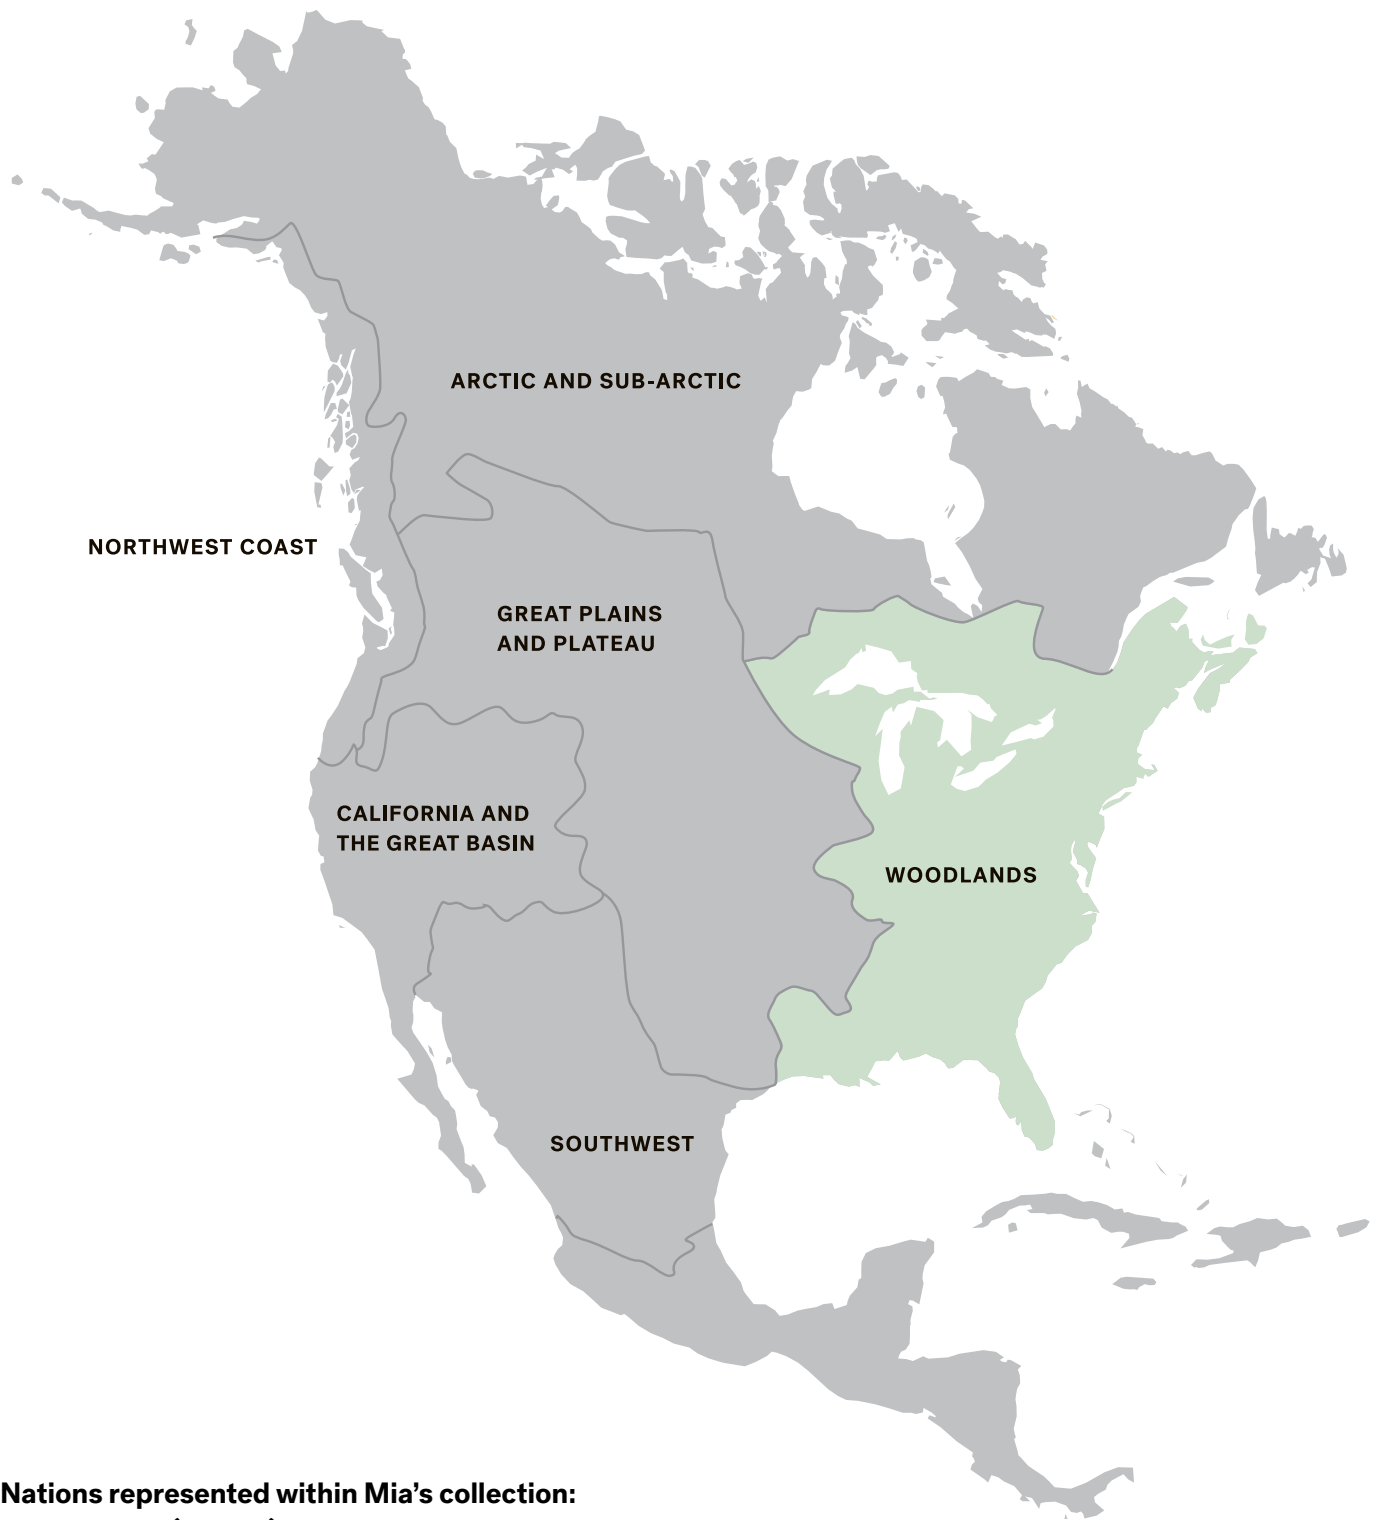 ARCTIC AND SUB-ARCTIC
NORTHWEST COAST
GREAT PLAINS
AND PLATEAU
CALIFORNIA AND
THE GREAT BASIN
WOODLANDS
SOUTHWEST
Nations represented within Mia’s collection: